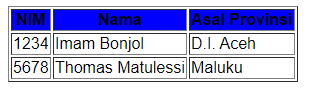 NIM Nama Asal Provinsi
1234 Imam Bonjol D.I. Aceh
5678 Thomas Matulessi Maluku